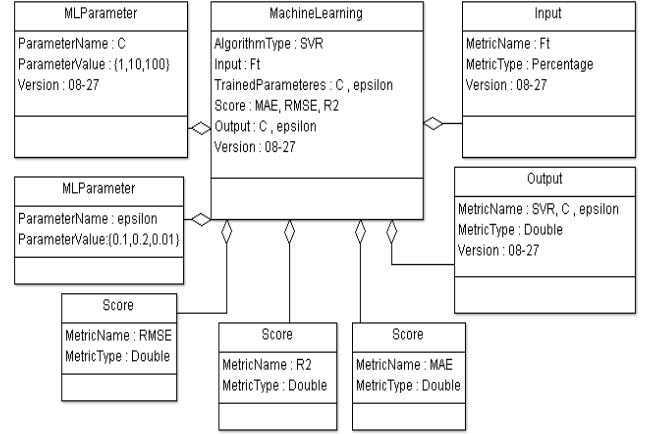 MLParameter
ParameterName : C
ParameterValue : {1,10,100}
Version : 08-27
MachineLearning
AlgorithmType : SVR
Input : Ft
TrainedParameteres : C , epsilon
Score : MAE, RMSE, R2
Output : C , epsilon
Version : 08-27
Input
MetricName : Ft
MetricType : Percentage
Version : 08-27
MLParameter
ParameterName : epsilon
ParameterValue:{0.1,0.2,0.01}
Output
MetricName : SVR, C , epsilon
MetricType : Double
Version : 08-27
Score
MetricName : RMSE
MetricType : Double
Score
MetricName : R2
MetricType : Double
Score
MetricName : MAE
MetricType : Double